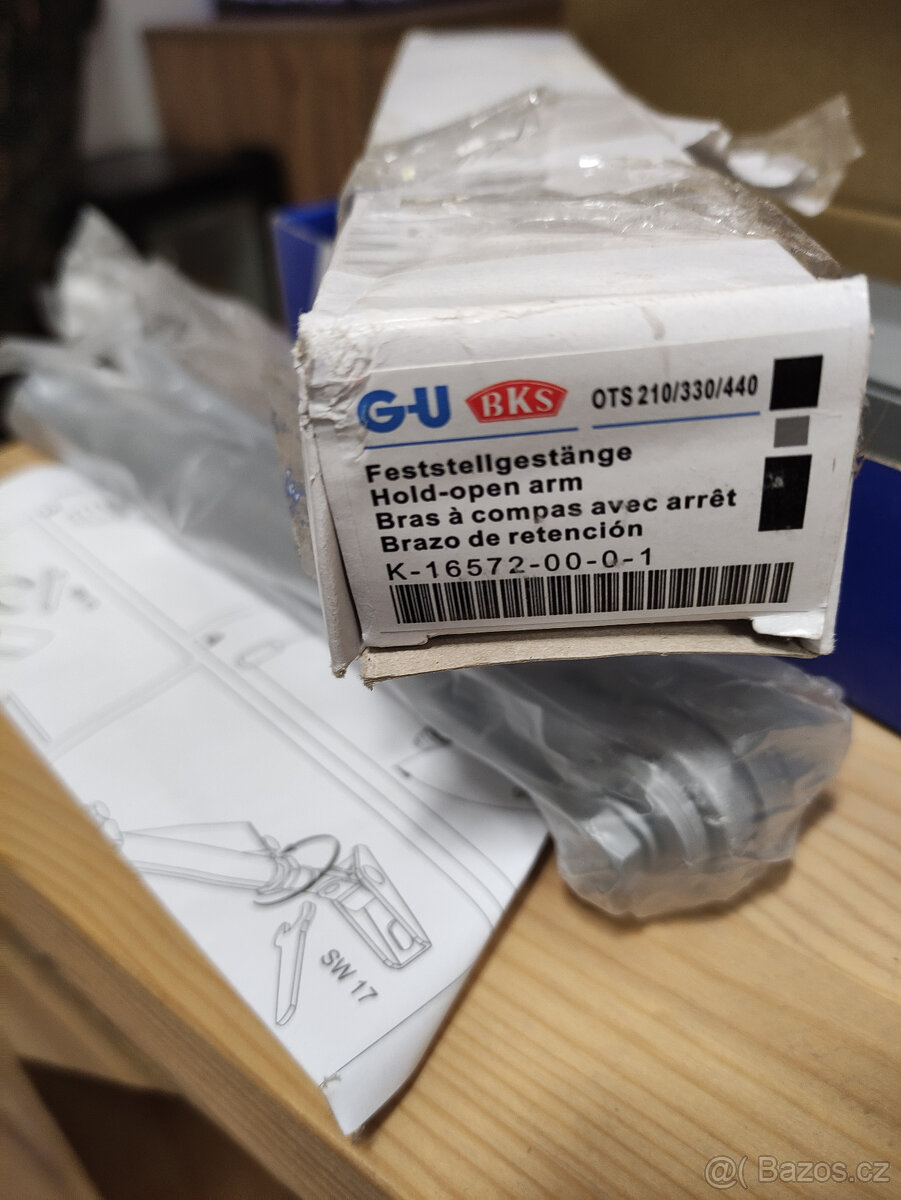 G-U BKS OTS 210/330/440
Feststellgestänge
Hold-open arm
Bras à compas avec arrêt
Brazo de retención
K-16572-00-0-1
SW 17
@( Bazos.cz